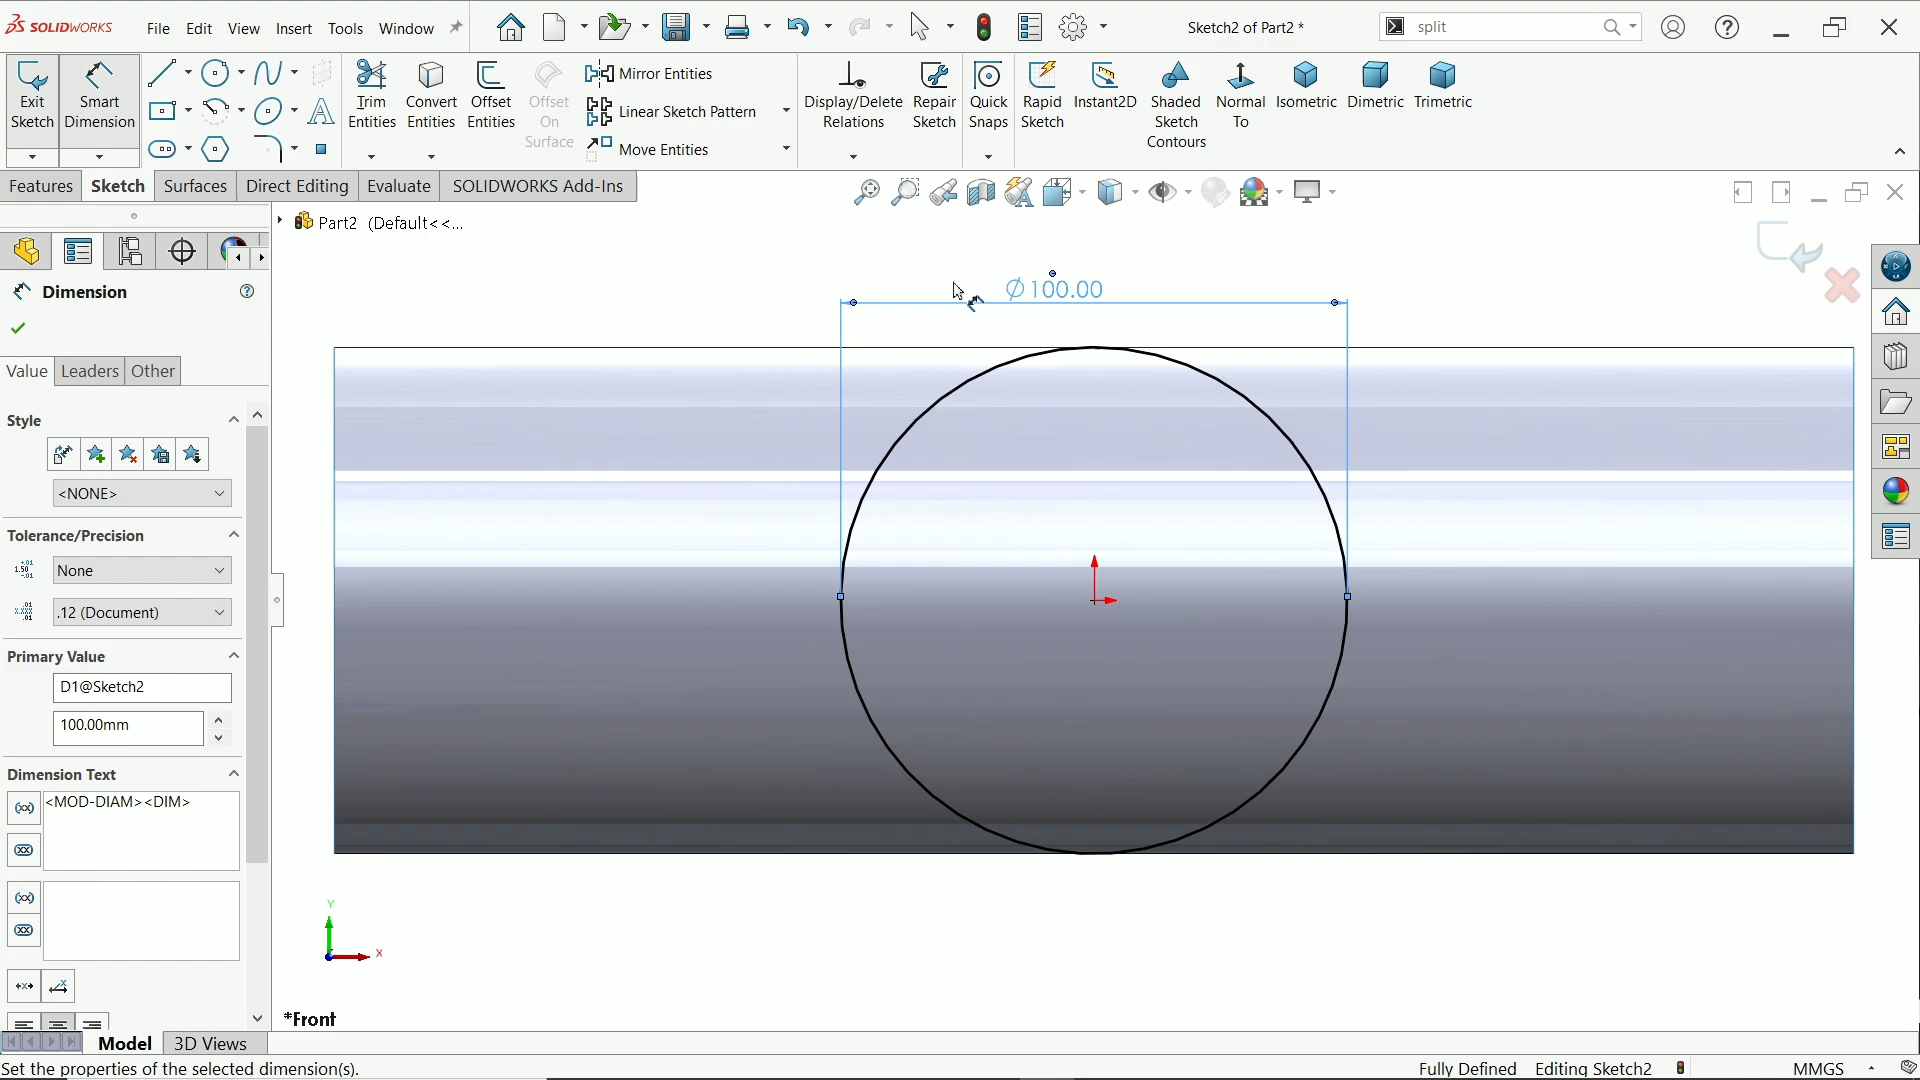 SOLIDWORKS File Edit View Insert Tools Window Sketch2 of Part2 * split
Exit Sketch
Smart Dimension
Trim Entities
Convert Entities
Offset Entities
Offset On Surface
Mirror Entities
Linear Sketch Pattern
Move Entities
Display/Delete Relations
Repair Sketch
Quick Snaps
Rapid Sketch
Instant2D
Shaded Sketch Contours
Normal To
Isometric
Dimetric
Trimetric
Features Sketch Surfaces Direct Editing Evaluate SOLIDWORKS Add-Ins
Part2 (Default<<...
Dimension
Value Leaders Other
Style
<NONE>
Tolerance/Precision
None
.12 (Document)
Primary Value
D1@Sketch2
100.00mm
Dimension Text
<MOD-DIAM><DIM>
∅100.00
Y
X
*Front
Model 3D Views
Set the properties of the selected dimension(s). Fully Defined Editing Sketch2 MMGS